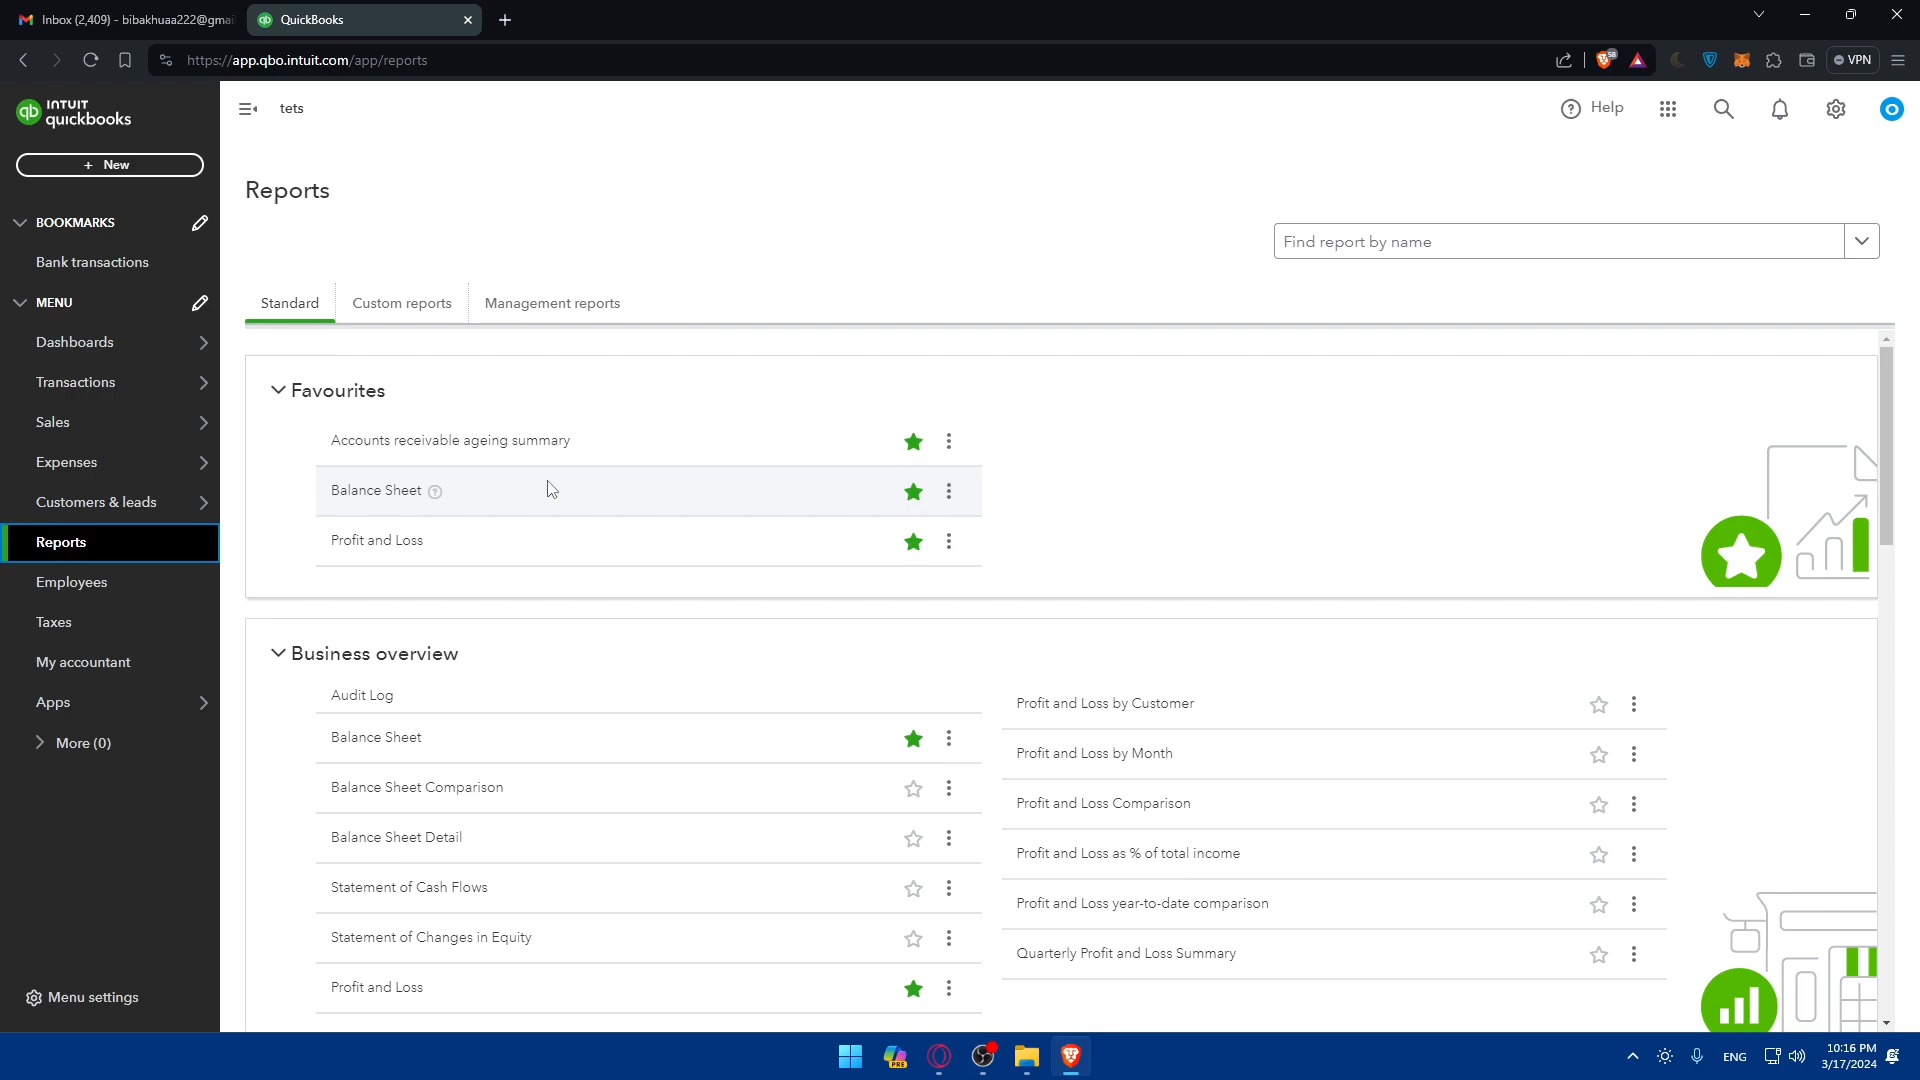 Inbox (2,409) - bibakhuaa222@gmai
QuickBooks
https://app.qbo.intuit.com/app/reports
58
VPN
INTUIT
quickbooks
qb
tets
Help
O
+ New
Reports
BOOKMARKS
Find report by name
Bank transactions
MENU
Standard
Custom reports
Management reports
Dashboards
Transactions
Favourites
Sales
Accounts receivable ageing summary
Expenses
Balance Sheet
Customers & leads
Reports
Profit and Loss
Employees
Taxes
My accountant
Business overview
Apps
More (0)
Audit Log
Balance Sheet
Balance Sheet Comparison
Balance Sheet Detail
Statement of Cash Flows
Statement of Changes in Equity
Profit and Loss
Profit and Loss by Customer
Profit and Loss by Month
Profit and Loss Comparison
Profit and Loss as % of total income
Profit and Loss year-to-date comparison
Quarterly Profit and Loss Summary
Menu settings
PRE
ENG
10:16 PM
3/17/2024